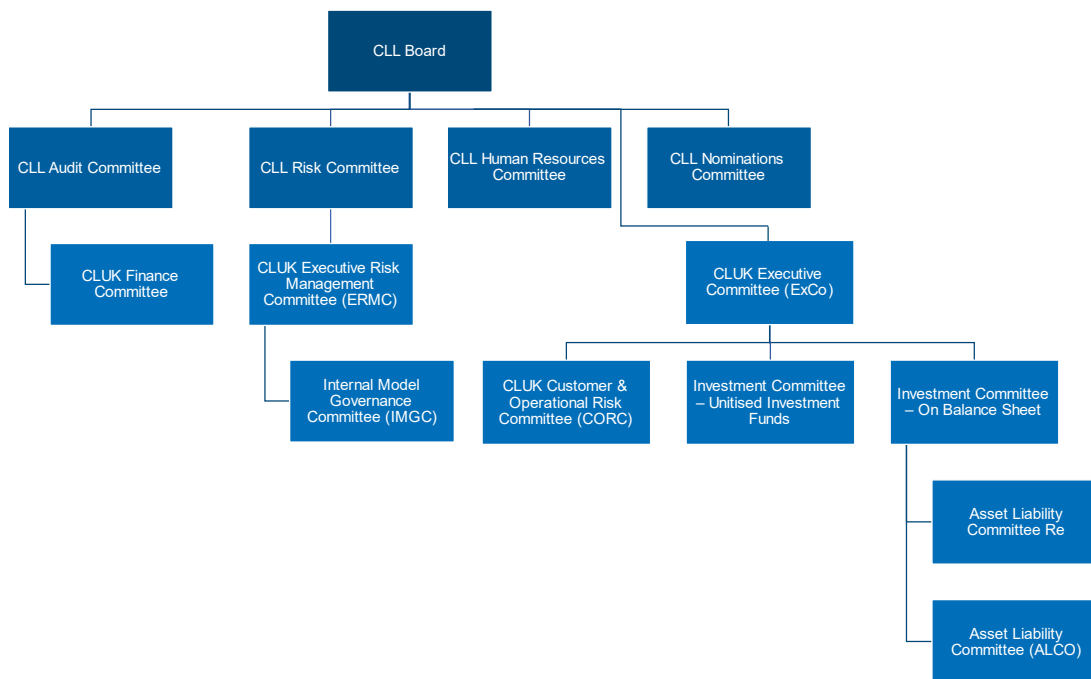 CLL Board
CLL Audit Committee
CLL Risk Committee
CLL Human Resources
Committee
CLL Nominations
Committee
CLUK Finance
Committee
CLUK Executive Risk
Management
Committee (ERMC)
CLUK Executive
Committee (ExCo)
Internal Model
Governance
Committee (IMGC)
CLUK Customer &
Operational Risk
Committee (CORC)
Investment Committee
– Unitised Investment
Funds
Investment Committee
– On Balance Sheet
Asset Liability
Committee Re
Asset Liability
Committee (ALCO)